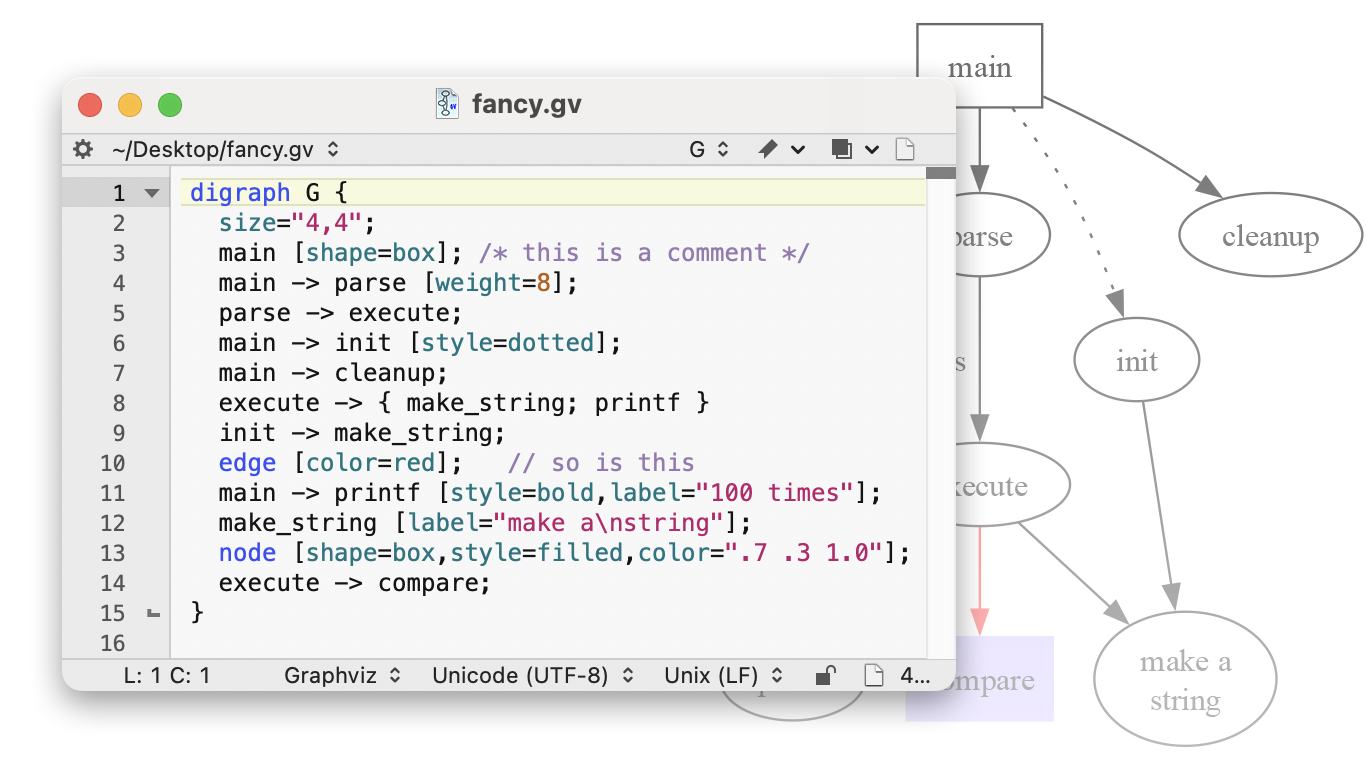 main
fancy.gv
~/Desktop/fancy.gv G
1 digraph G {
2 size="4,4";
3 main [shape=box]; /* this is a comment */
4 main -> parse [weight=8];
5 parse -> execute;
6 main -> init [style=dotted];
7 main -> cleanup;
8 execute -> { make_string; printf }
9 init -> make_string;
10 edge [color=red];   // so is this
11 main -> printf [style=bold,label="100 times"];
12 make_string [label="make a\nstring"];
13 node [shape=box,style=filled,color=".7 .3 1.0"];
14 execute -> compare;
15 }
16
L: 1 C: 1 Graphviz Unicode (UTF-8) Unix (LF) 4...
arse
cleanup
s
init
xecute
mpare
make a
string